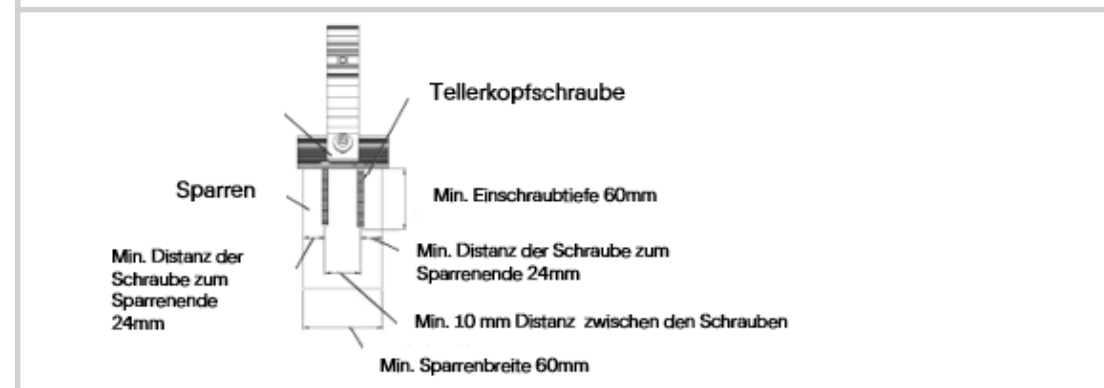 Tellerkopfschraube
Sparren
Min. Einschraubtiefe 60mm
Min. Distanz der
Schraube zum
Sparrenende
24mm
Min. Distanz der Schraube zum
Sparrenende 24mm
Min. 10 mm Distanz zwischen den Schrauben
Min. Sparrenbreite 60mm